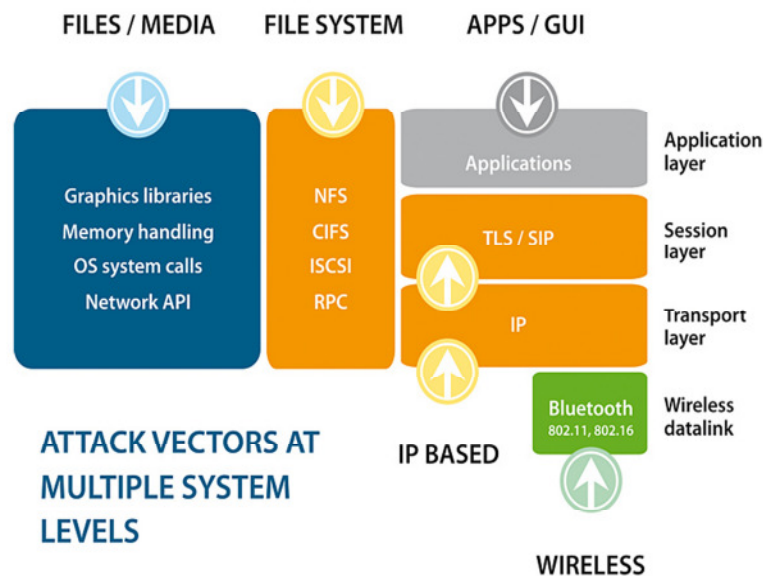 FILES / MEDIA
FILE SYSTEM
APPS / GUI
Graphics libraries
Memory handling
OS system calls
Network API
NFS
CIFS
ISCSI
RPC
Applications
Application
layer
TLS / SIP
Session
layer
IP
Transport
layer
Bluetooth
802.11, 802.16
Wireless
datalink
ATTACK VECTORS AT
MULTIPLE SYSTEM
LEVELS
IP BASED
WIRELESS